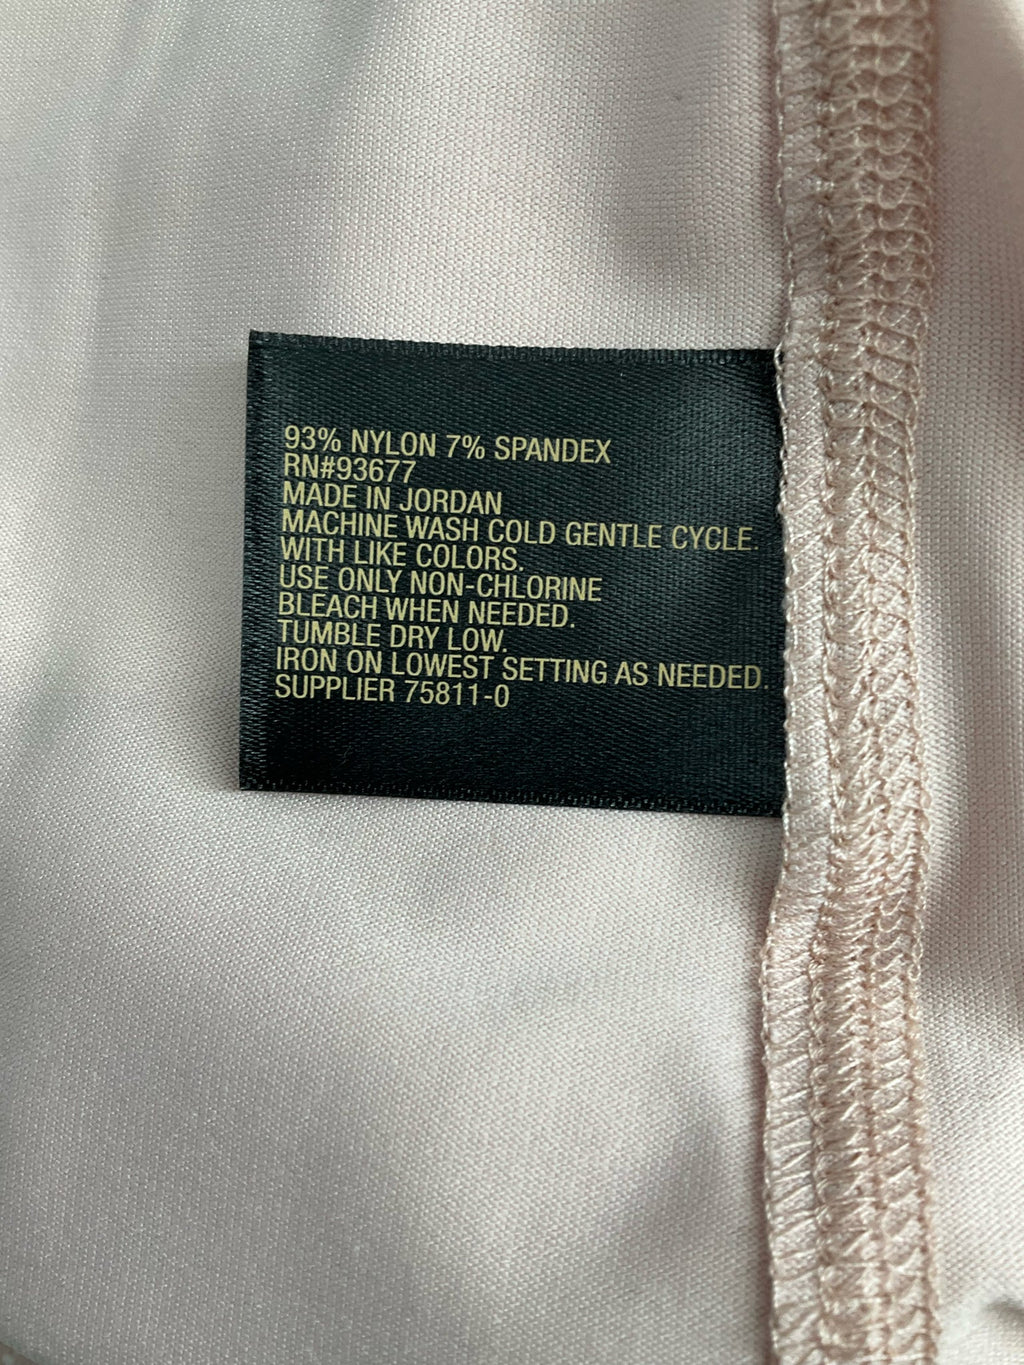 93% NYLON 7% SPANDEX
RN#93677
MADE IN JORDAN
MACHINE WASH COLD GENTLE CYCLE.
WITH LIKE COLORS.
USE ONLY NON-CHLORINE
BLEACH WHEN NEEDED.
TUMBLE DRY LOW.
IRON ON LOWEST SETTING AS NEEDED.
SUPPLIER 75811-0